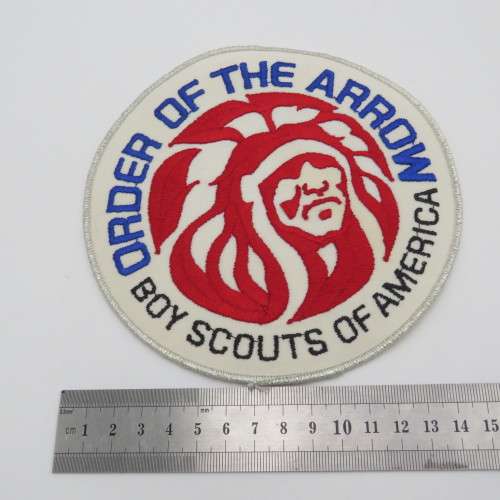 ORDER OF THE ARROW
BOY SCOUTS OF AMERICA
mm
cm 1 2 3 4 5 6 7 8 9 10 11 12 13 14 15